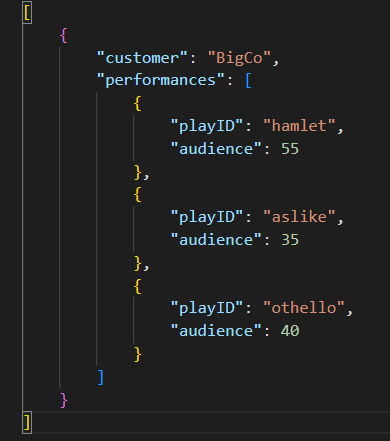 [
    {
        "customer": "BigCo",
        "performances": [
            {
                "playID": "hamlet",
                "audience": 55
            },
            {
                "playID": "aslike",
                "audience": 35
            },
            {
                "playID": "othello",
                "audience": 40
            }
        ]
    }
]